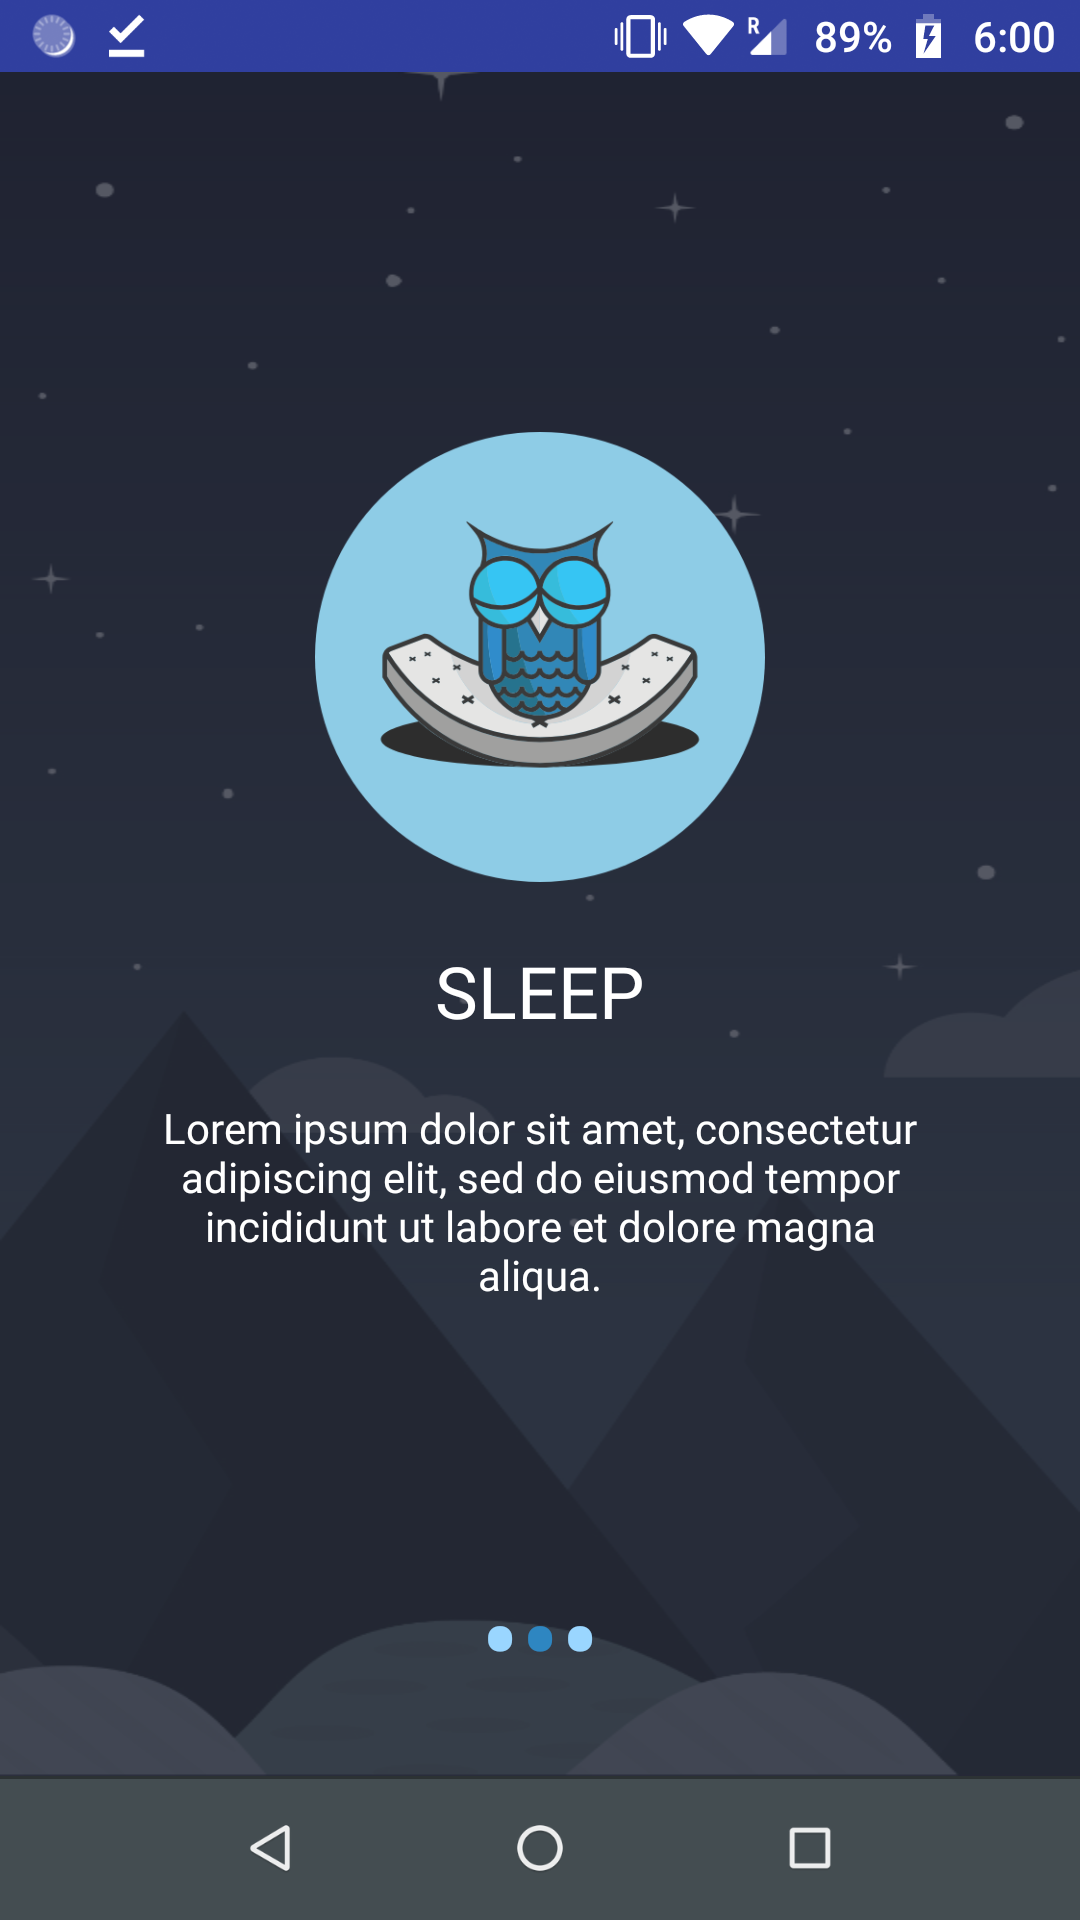 R 89% 6:00
SLEEP
Lorem ipsum dolor sit amet, consectetur
adipiscing elit, sed do eiusmod tempor
incididunt ut labore et dolore magna
aliqua.